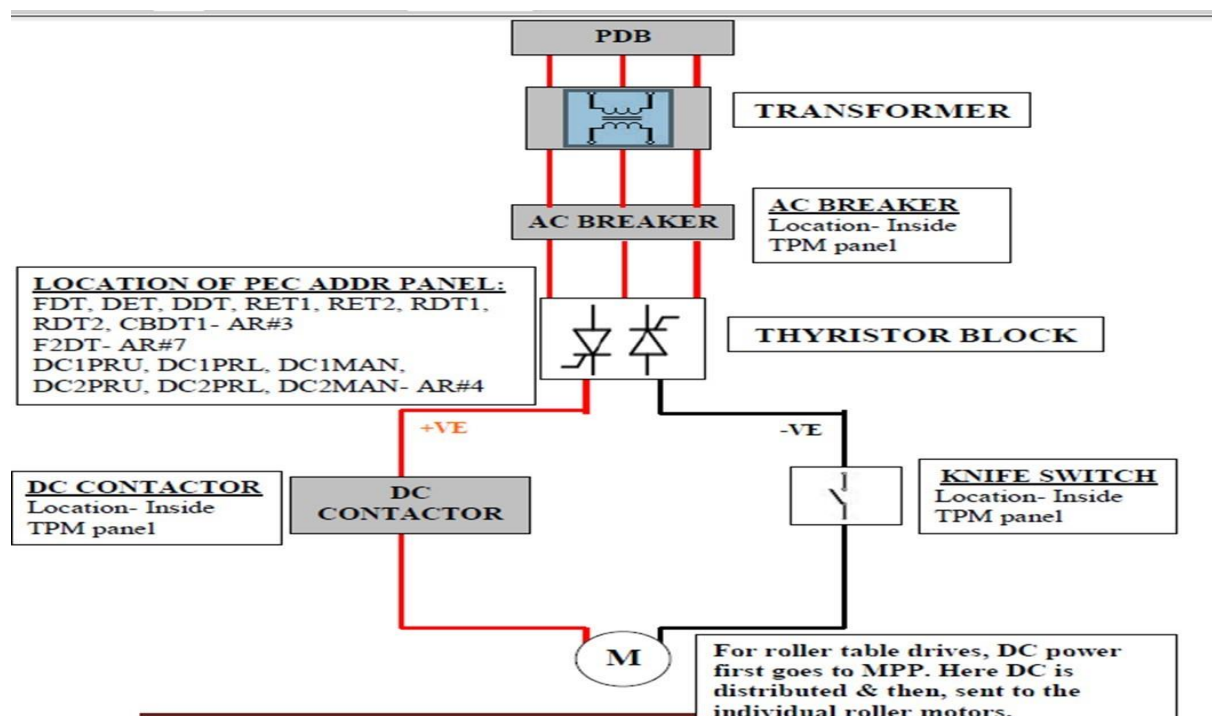 PDB
TRANSFORMER
AC BREAKER
AC BREAKER
Location- Inside
TPM panel
LOCATION OF PEC ADDR PANEL:
FDT, DET, DDT, RET1, RET2, RDT1,
RDT2, CBDT1- AR#3
F2DT- AR#7
DC1PRU, DC1PRL, DC1MAN,
DC2PRU, DC2PRL, DC2MAN- AR#4
THYRISTOR BLOCK
+VE
-VE
DC CONTACTOR
Location- Inside
TPM panel
DC
CONTACTOR
KNIFE SWITCH
Location- Inside
TPM panel
M
For roller table drives, DC power
first goes to MPP. Here DC is
distributed & then, sent to the
individual roller motors.